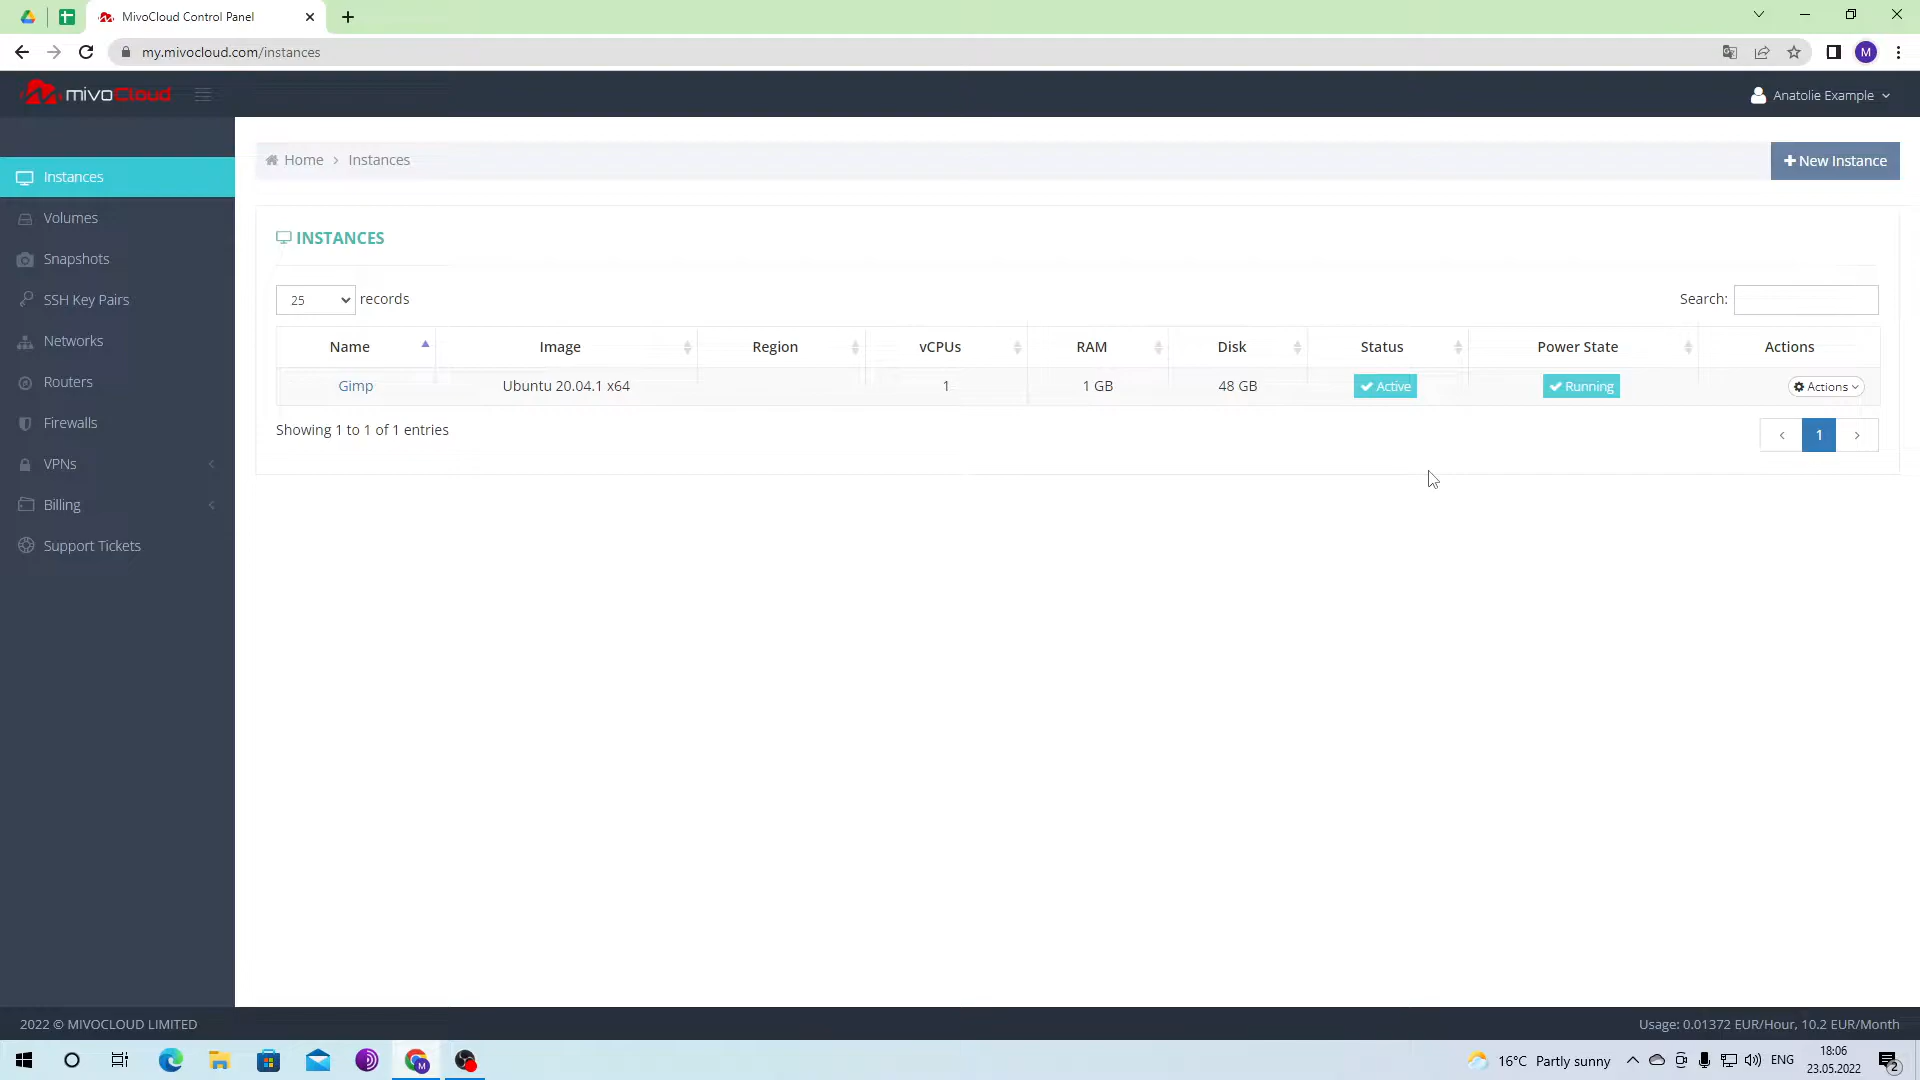 MivoCloud Control Panel
my.mivocloud.com/instances
M
mivoCloud
Anatolie Example
Instances
Volumes
Snapshots
SSH Key Pairs
Networks
Routers
Firewalls
VPNs
Billing
Support Tickets
Home > Instances
+ New Instance
INSTANCES
25 records
Search:
Name Image Region vCPUs RAM Disk Status Power State Actions
Gimp Ubuntu 20.04.1 x64 1 1 GB 48 GB Active Running Actions
Showing 1 to 1 of 1 entries
‹ 1 ›
2022 © MIVOCLOUD LIMITED
Usage: 0.01372 EUR/Hour, 10.2 EUR/Month
M
16°C Partly sunny
ENG
18:06
23.05.2022
2